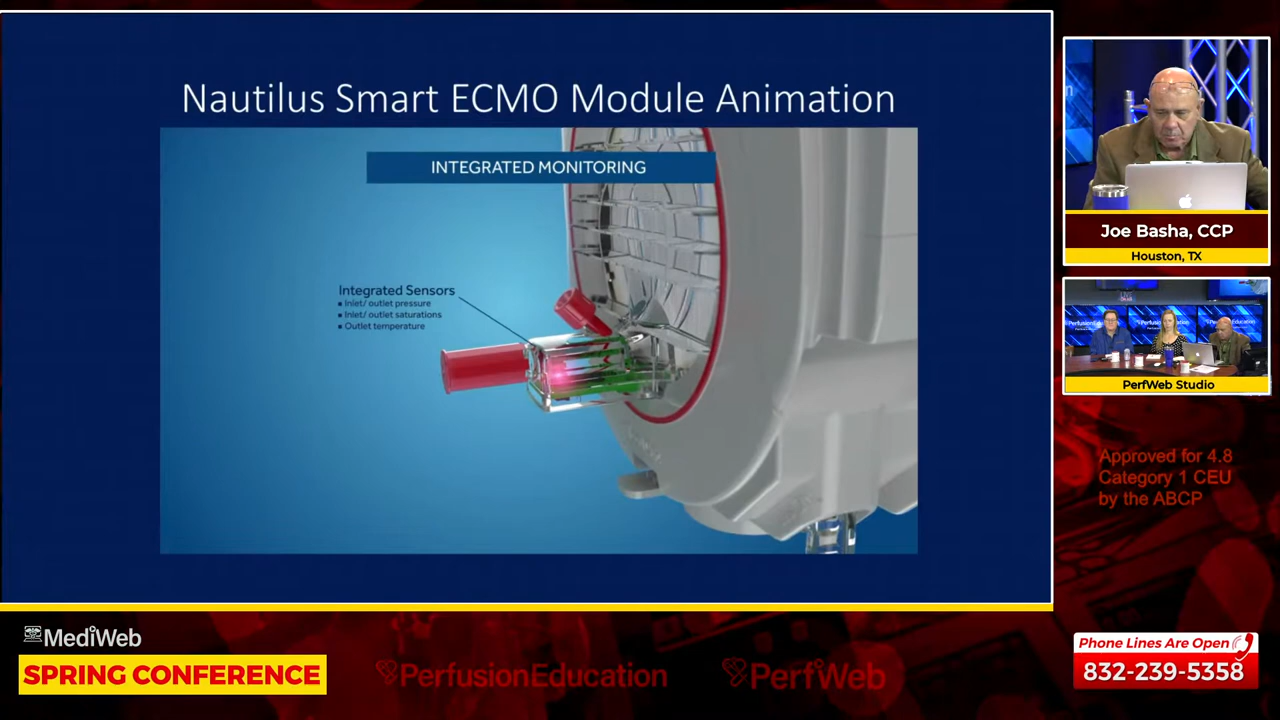 Nautilus Smart ECMO Module Animation
INTEGRATED MONITORING
Integrated Sensors
▪ Inlet/ outlet pressure
▪ Inlet/ outlet saturations
▪ Outlet temperature
Joe Basha, CCP
Houston, TX
PerfusionEducation
PerfWeb Studio
Approved for 4.8
Category 1 CEU
by the ABCP
MediWeb
SPRING CONFERENCE
PerfusionEducation
PerfWeb
Phone Lines Are Open
832-239-5358